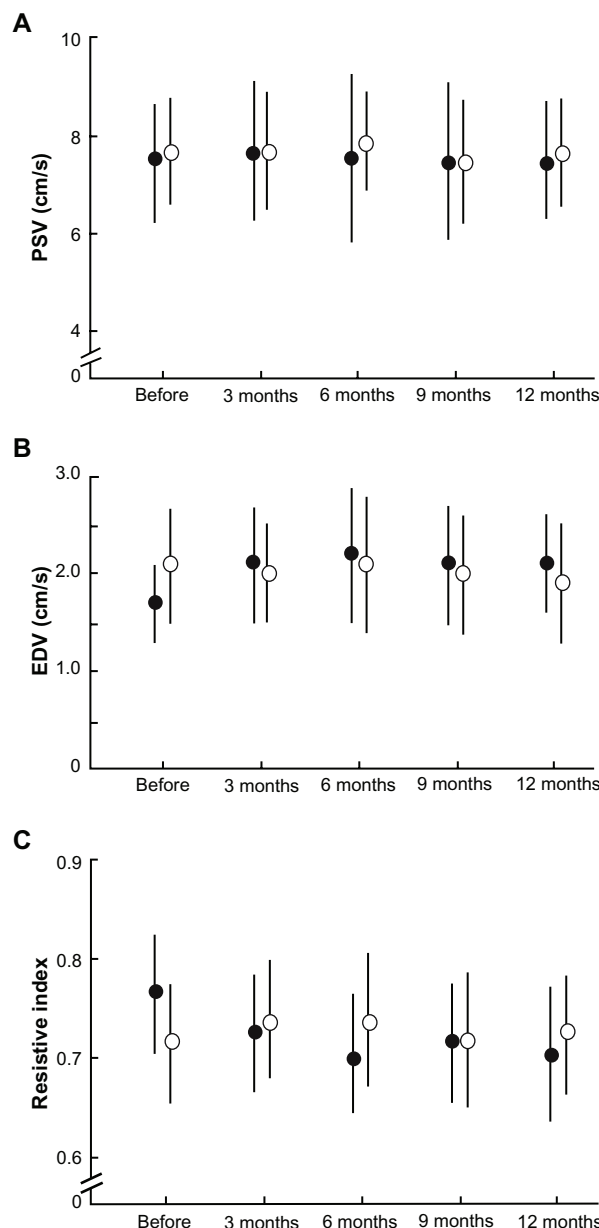 A
PSV (cm/s)
10
8
6
4
0
Before 3 months 6 months 9 months 12 months
B
EDV (cm/s)
3.0
2.0
1.0
0
Before 3 months 6 months 9 months 12 months
C
Resistive index
0.9
0.8
0.7
0.6
0
Before 3 months 6 months 9 months 12 months